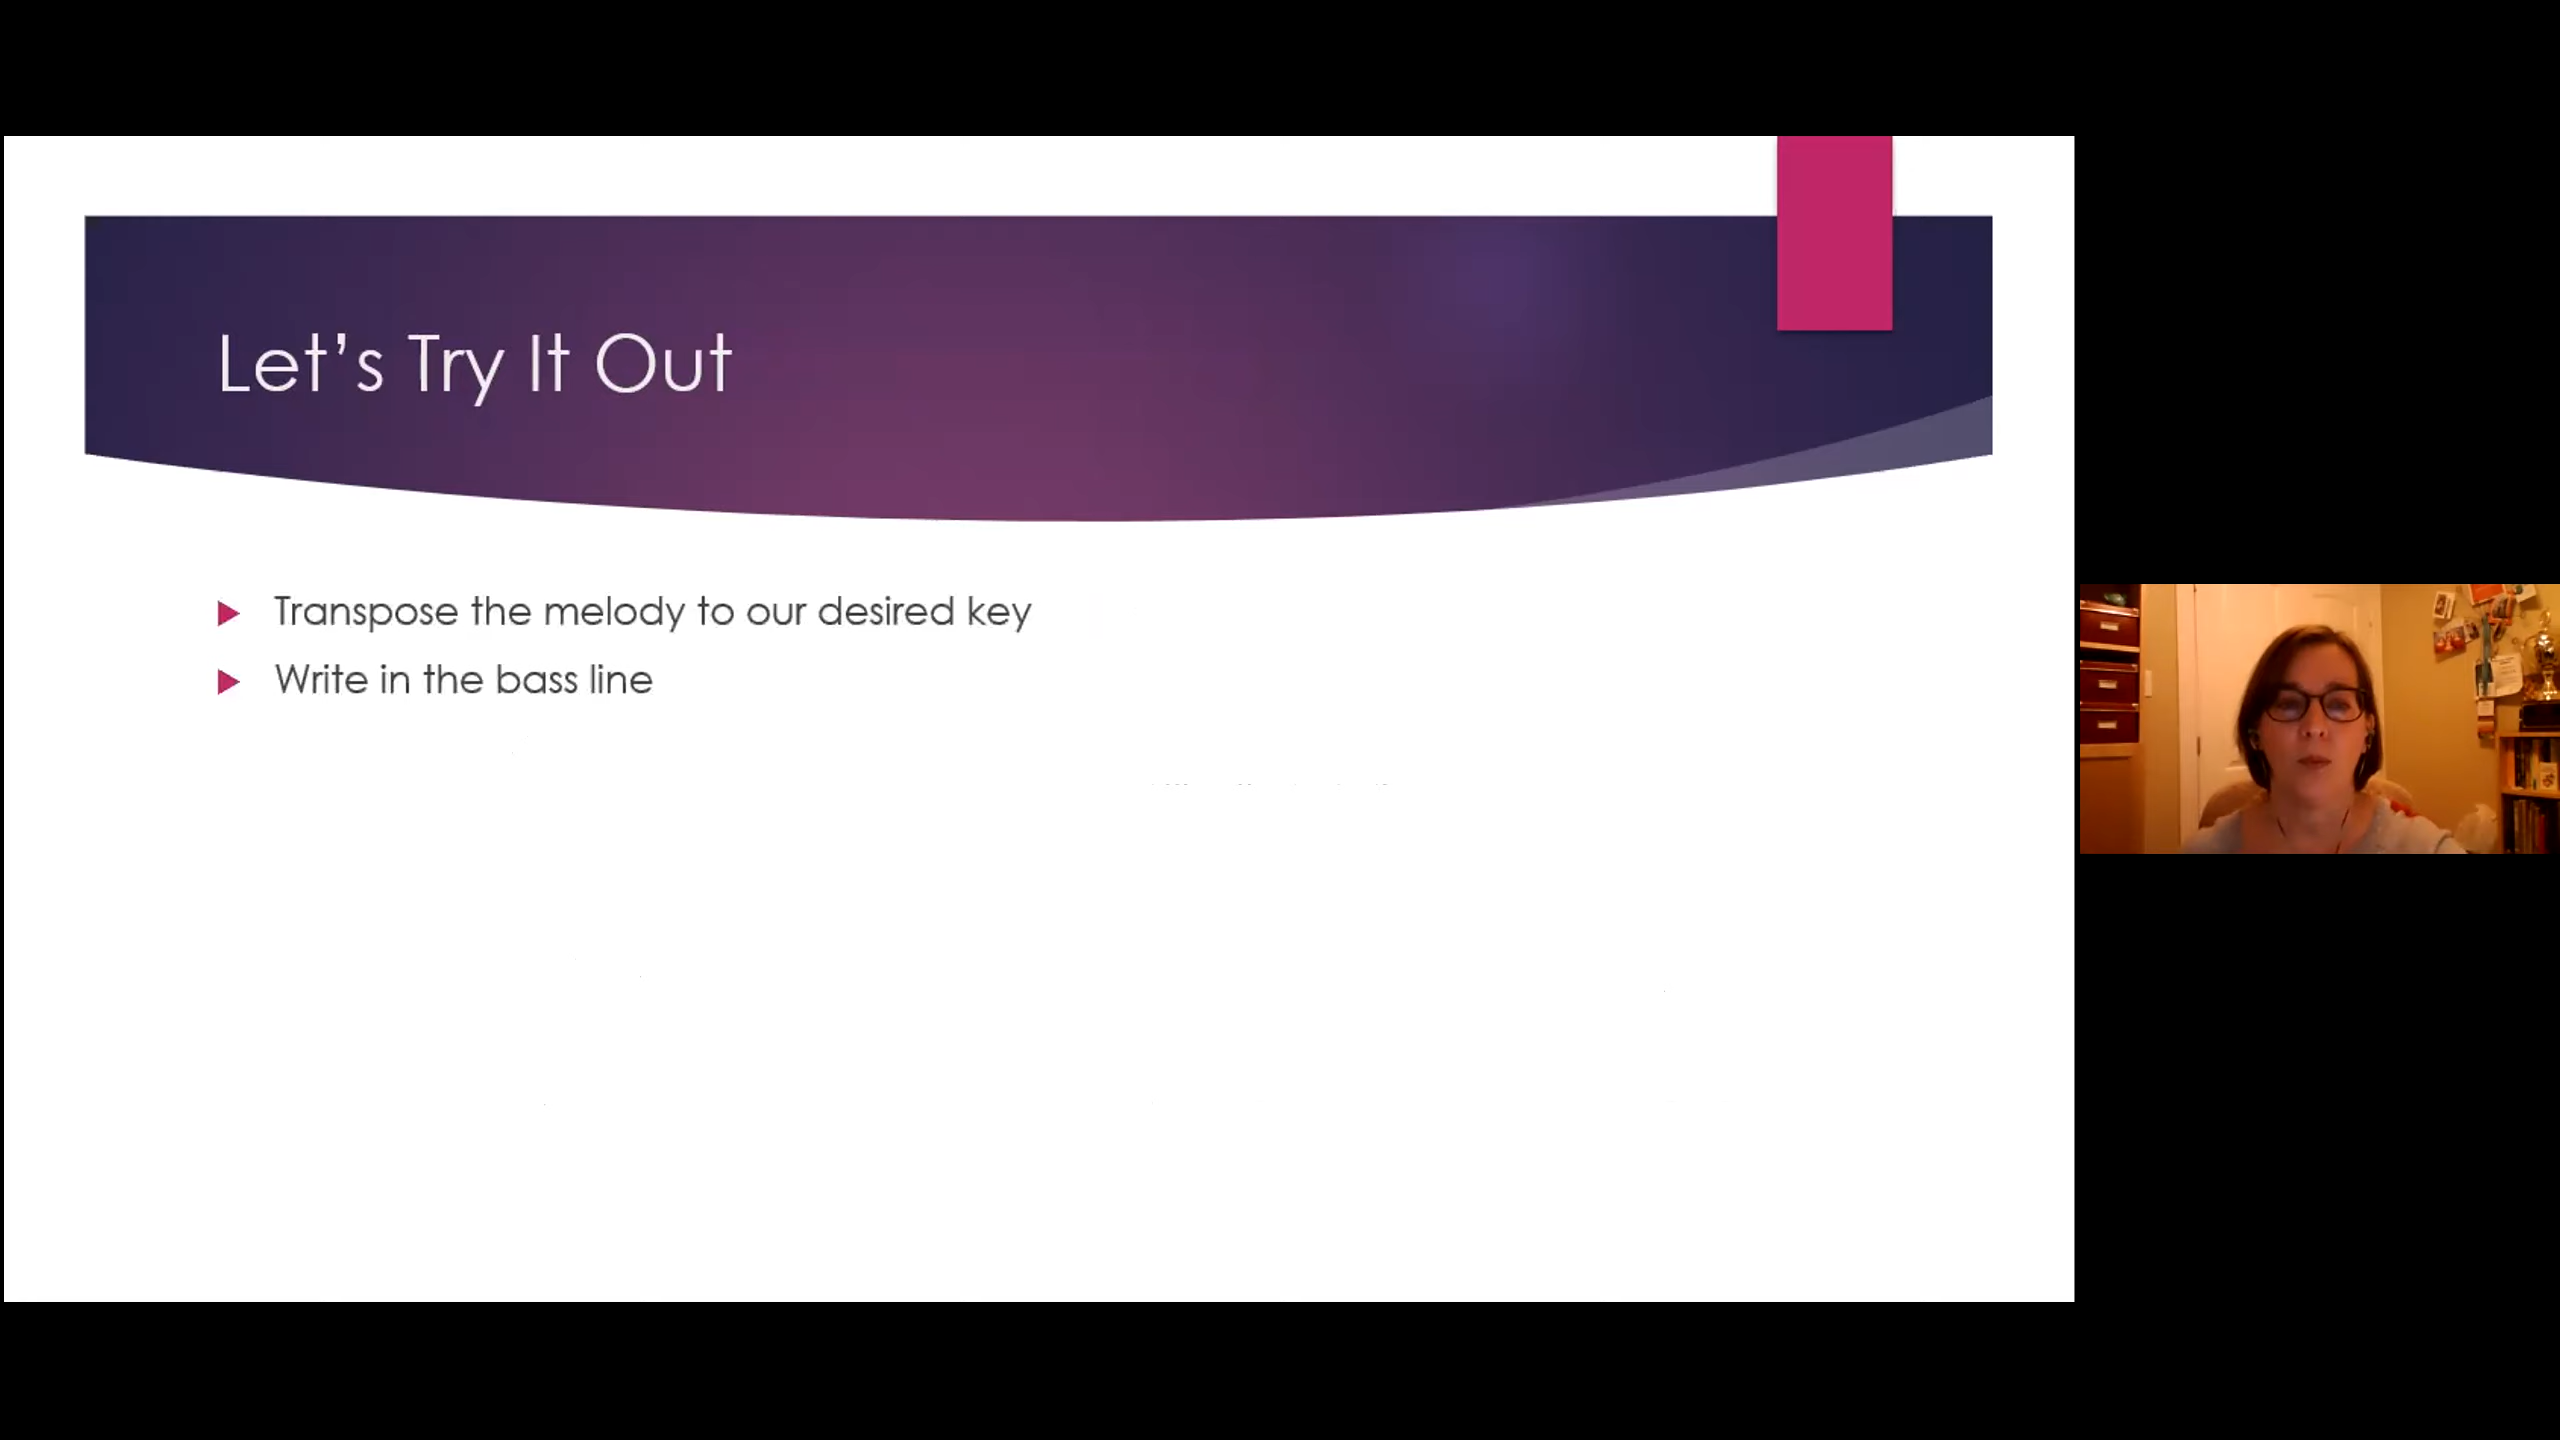 Let’s Try It Out
Transpose the melody to our desired key
Write in the bass line